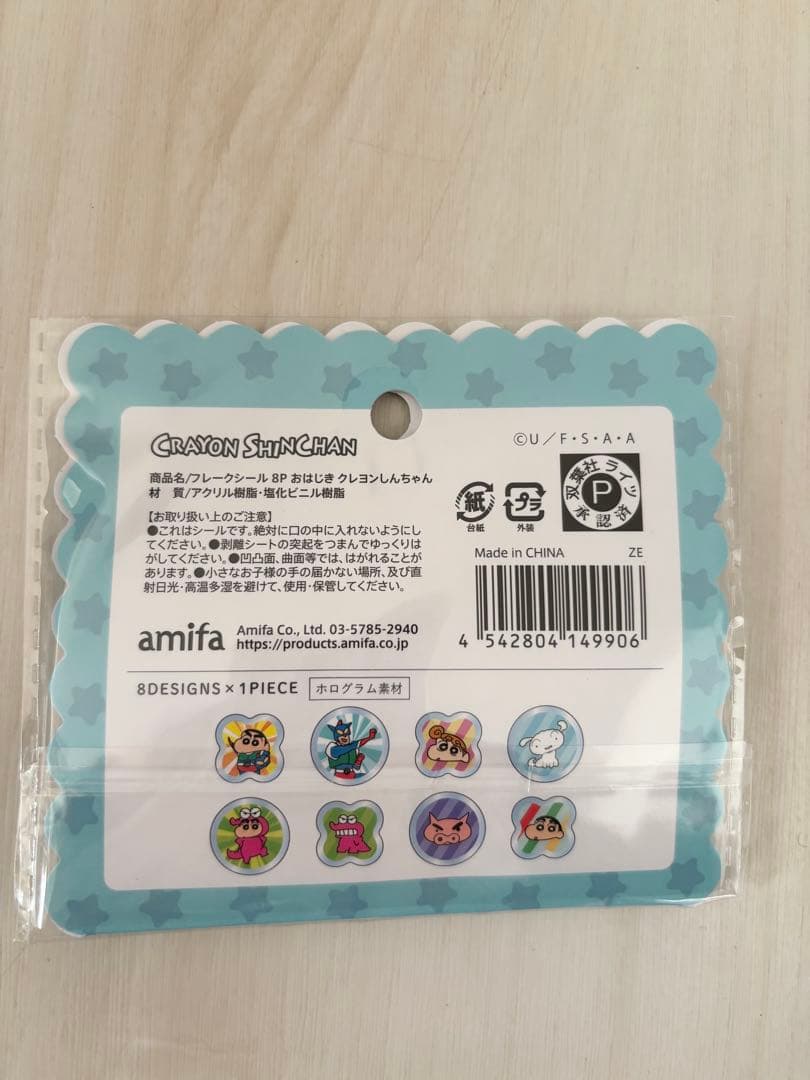 CRAYON SHINCHAN
©U/F・S・A・A
商品名/フレークシール 8P おはじき クレヨンしんちゃん
材 質/アクリル樹脂・塩化ビニル樹脂
【お取り扱い上のご注意】
●これはシールです。絶対に口の中に入れないようにし
てください。●剥離シートの突起をつまんでゆっくりは
がしてください。●凹凸面、曲面等では、はがれることが
あります。●小さなお子様の手の届かない場所、及び直
射日光・高温多湿を避けて、使用・保管してください。
紙
台紙
プラ
外装
双葉社 ライツ
P
承認済
Made in CHINA ZE
4 542804 149906
amifa
Amifa Co., Ltd. 03-5785-2940
https://products.amifa.co.jp
8DESIGNS×1PIECE ホログラム素材